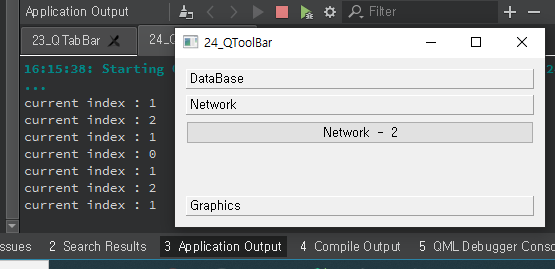 Application Output
Filter
23_QTabBar
24_Q
24_QToolBar
16:15:38: Starting
...
current index : 1
current index : 2
current index : 1
current index : 0
current index : 1
current index : 2
current index : 1
DataBase
Network
Network - 2
Graphics
ssues
2 Search Results
3 Application Output
4 Compile Output
5 QML Debugger Conso